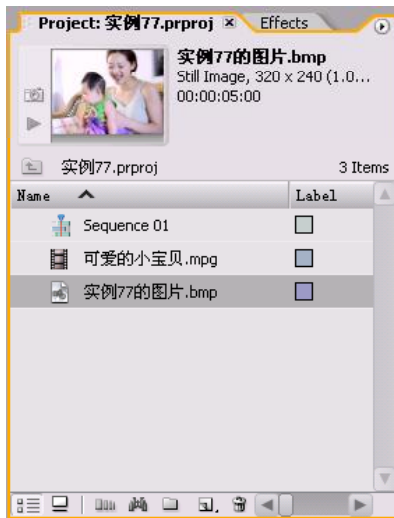 Project: 实例77.prproj × Effects
实例77的图片.bmp
Still Image, 320 x 240 (1.0...
00:00:05:00
实例77.prproj 3 Items
Name Label
Sequence 01
可爱的小宝贝.mpg
实例77的图片.bmp